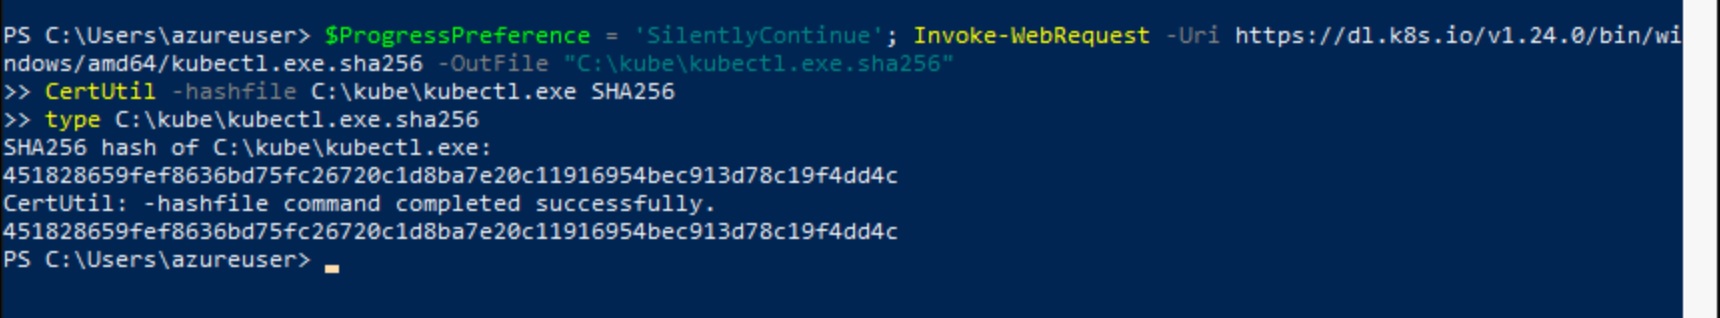 PS C:\Users\azureuser> $ProgressPreference = 'SilentlyContinue'; Invoke-WebRequest -Uri https://dl.k8s.io/v1.24.0/bin/wi
ndows/amd64/kubectl.exe.sha256 -OutFile "C:\kube\kubectl.exe.sha256"
>> CertUtil -hashfile C:\kube\kubectl.exe SHA256
>> type C:\kube\kubectl.exe.sha256
SHA256 hash of C:\kube\kubectl.exe:
451828659fef8636bd75fc26720c1d8ba7e20c11916954bec913d78c19f4dd4c
CertUtil: -hashfile command completed successfully.
451828659fef8636bd75fc26720c1d8ba7e20c11916954bec913d78c19f4dd4c
PS C:\Users\azureuser>